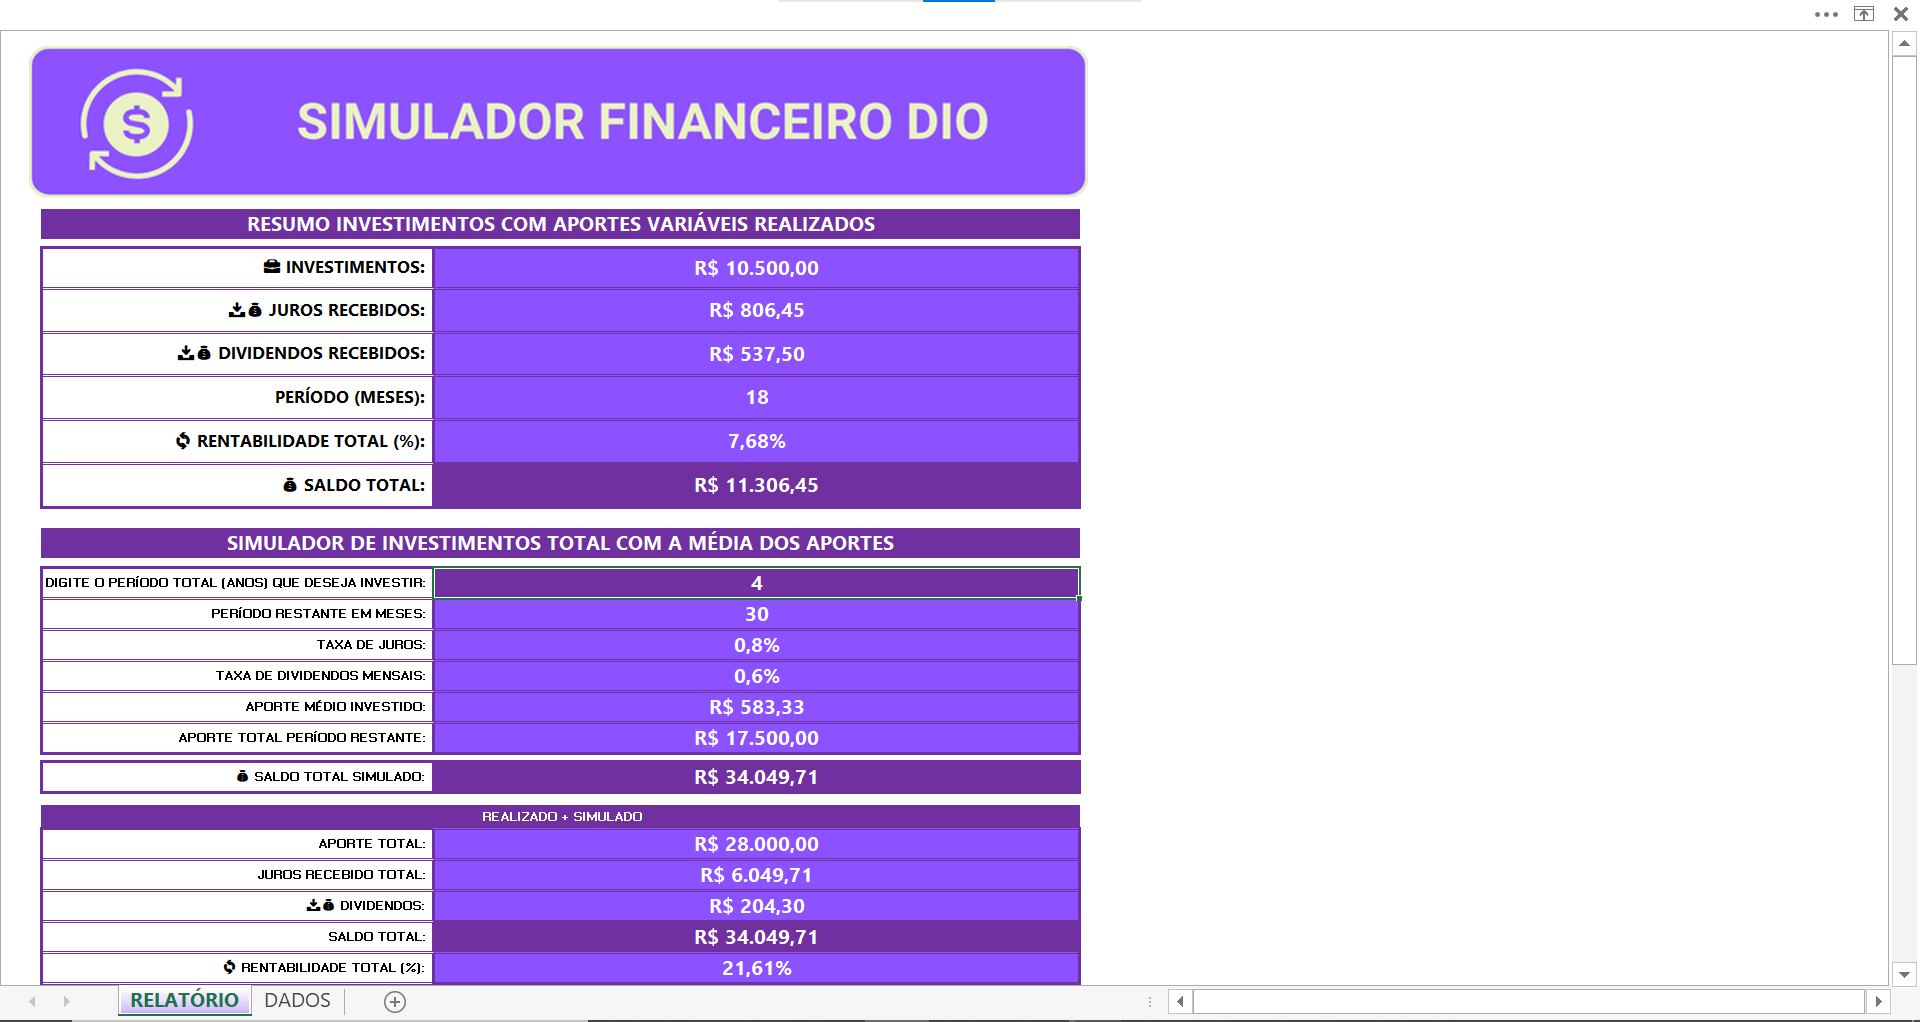 SIMULADOR FINANCEIRO DIO
RESUMO INVESTIMENTOS COM APORTES VARIÁVEIS REALIZADOS
INVESTIMENTOS: R$ 10.500,00
JUROS RECEBIDOS: R$ 806,45
DIVIDENDOS RECEBIDOS: R$ 537,50
PERÍODO (MESES): 18
RENTABILIDADE TOTAL (%): 7,68%
SALDO TOTAL: R$ 11.306,45
SIMULADOR DE INVESTIMENTOS TOTAL COM A MÉDIA DOS APORTES
DIGITE O PERÍODO TOTAL (ANOS) QUE DESEJA INVESTIR: 4
PERÍODO RESTANTE EM MESES: 30
TAXA DE JUROS: 0,8%
TAXA DE DIVIDENDOS MENSAIS: 0,6%
APORTE MÉDIO INVESTIDO: R$ 583,33
APORTE TOTAL PERÍODO RESTANTE: R$ 17.500,00
SALDO TOTAL SIMULADO: R$ 34.049,71
REALIZADO + SIMULADO
APORTE TOTAL: R$ 28.000,00
JUROS RECEBIDO TOTAL: R$ 6.049,71
DIVIDENDOS: R$ 204,30
SALDO TOTAL: R$ 34.049,71
RENTABILIDADE TOTAL (%): 21,61%
RELATÓRIO DADOS